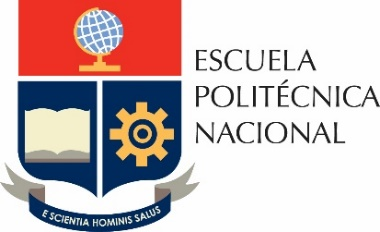 ESCUELA
POLITÉCNICA
NACIONAL
E SCIENTIA HOMINIS SALUS